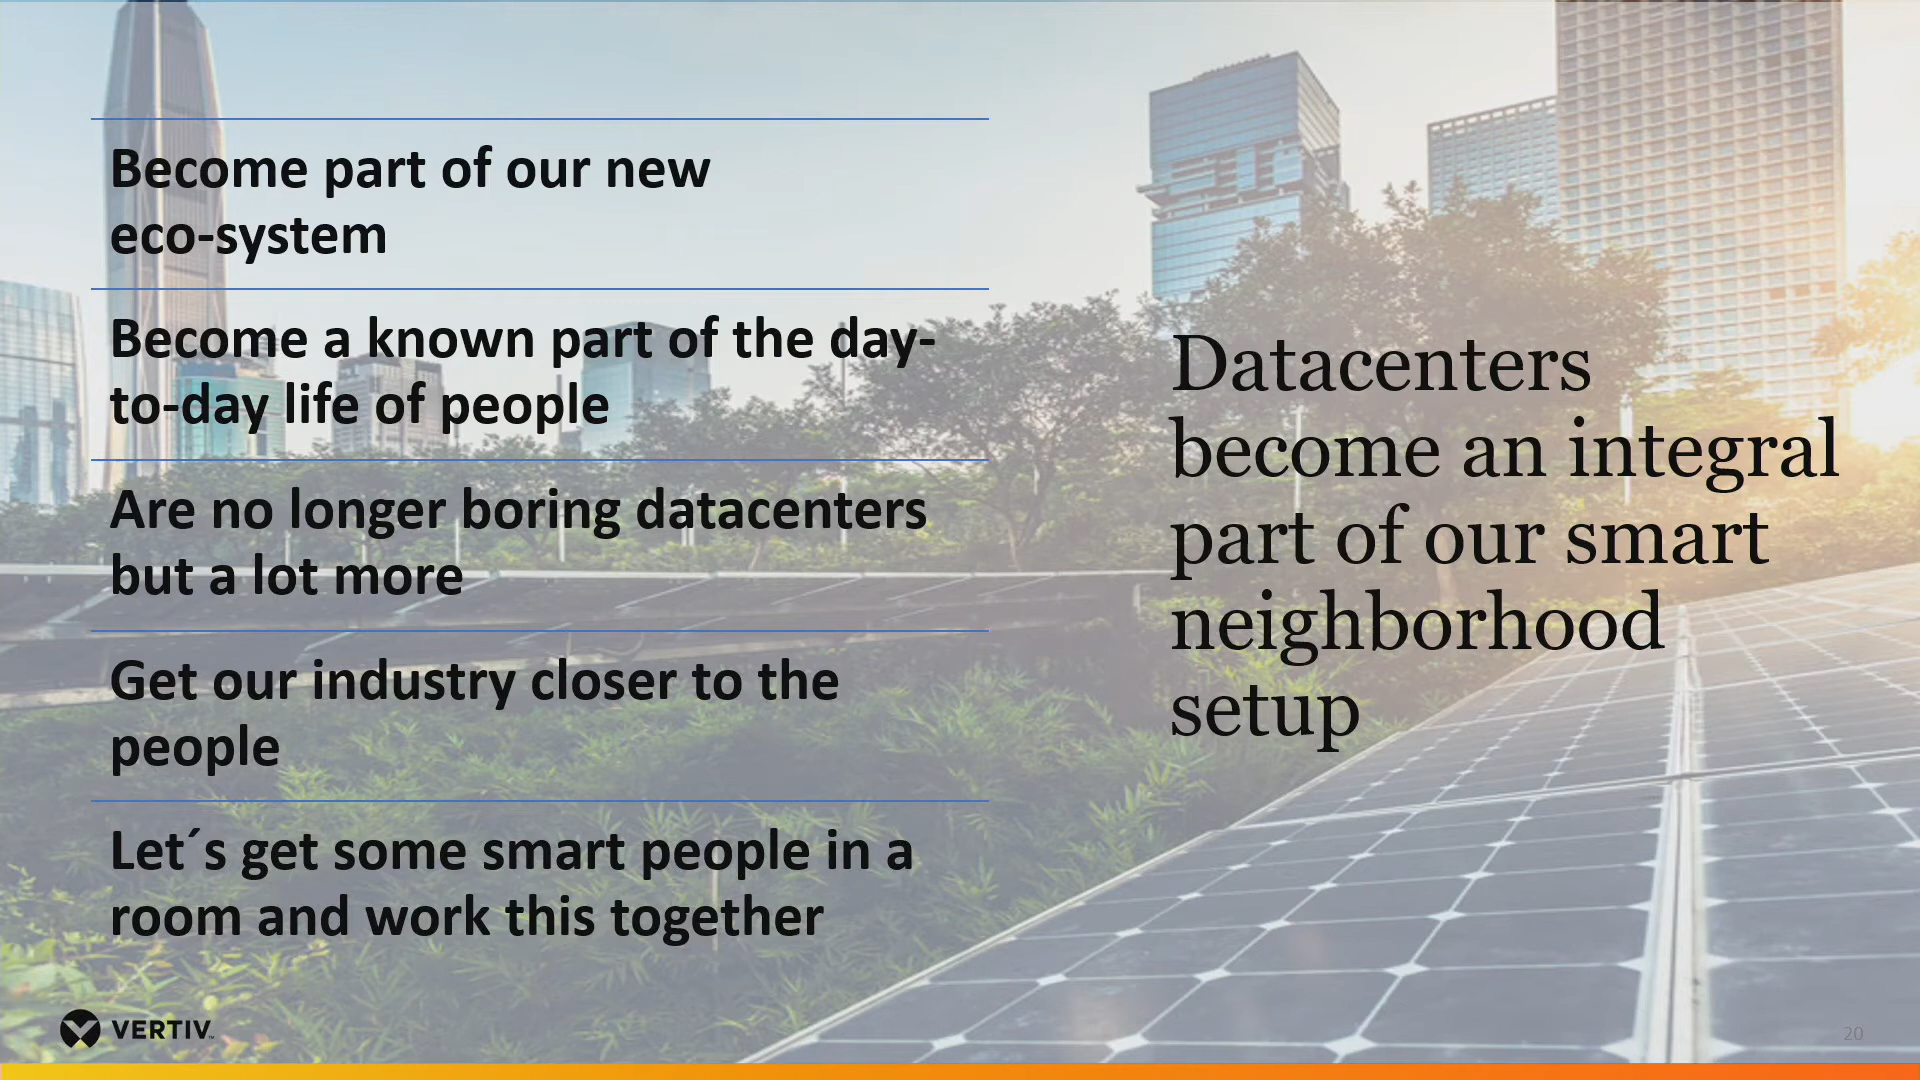 Become part of our new
eco-system
Become a known part of the day-
to-day life of people
Are no longer boring datacenters
but a lot more
Get our industry closer to the
people
Let´s get some smart people in a
room and work this together
Datacenters
become an integral
part of our smart
neighborhood
setup
VERTIV™
20